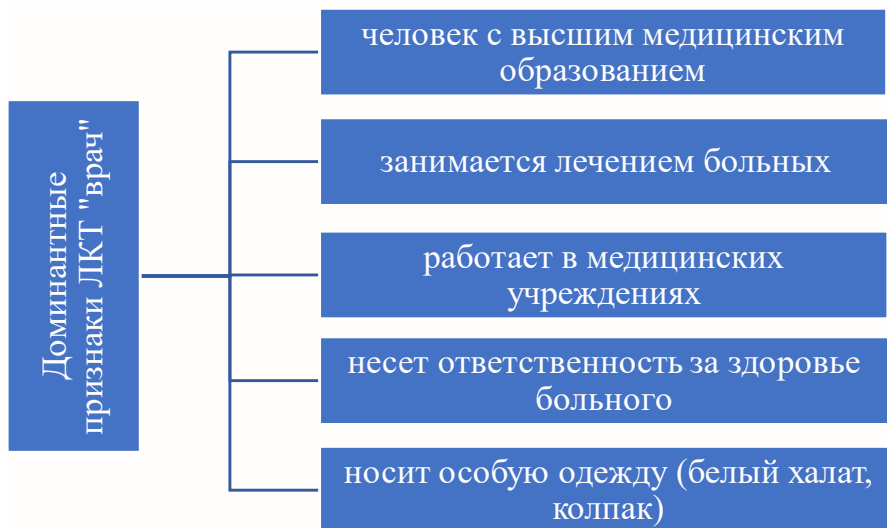 Доминантные
признаки ЛКТ "врач"
человек с высшим медицинским
образованием
занимается лечением больных
работает в медицинских
учреждениях
несет ответственность за здоровье
больного
носит особую одежду (белый халат,
колпак)